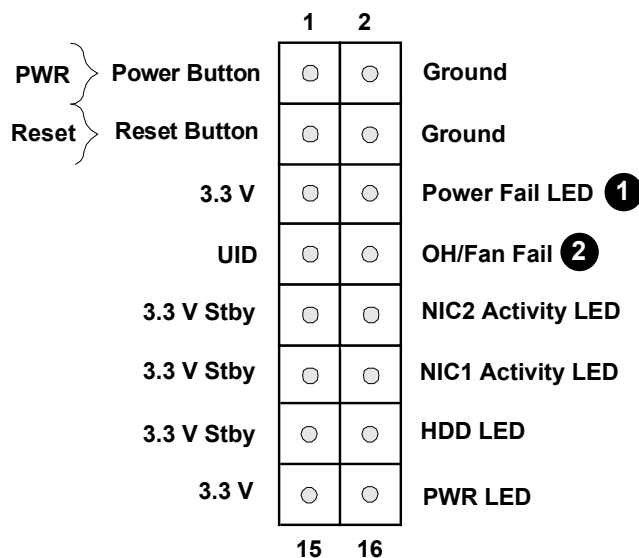 1 2
PWR Power Button Ground
Reset Reset Button Ground
3.3 V Power Fail LED 1
UID OH/Fan Fail 2
3.3 V Stby NIC2 Activity LED
3.3 V Stby NIC1 Activity LED
3.3 V Stby HDD LED
3.3 V PWR LED
15 16